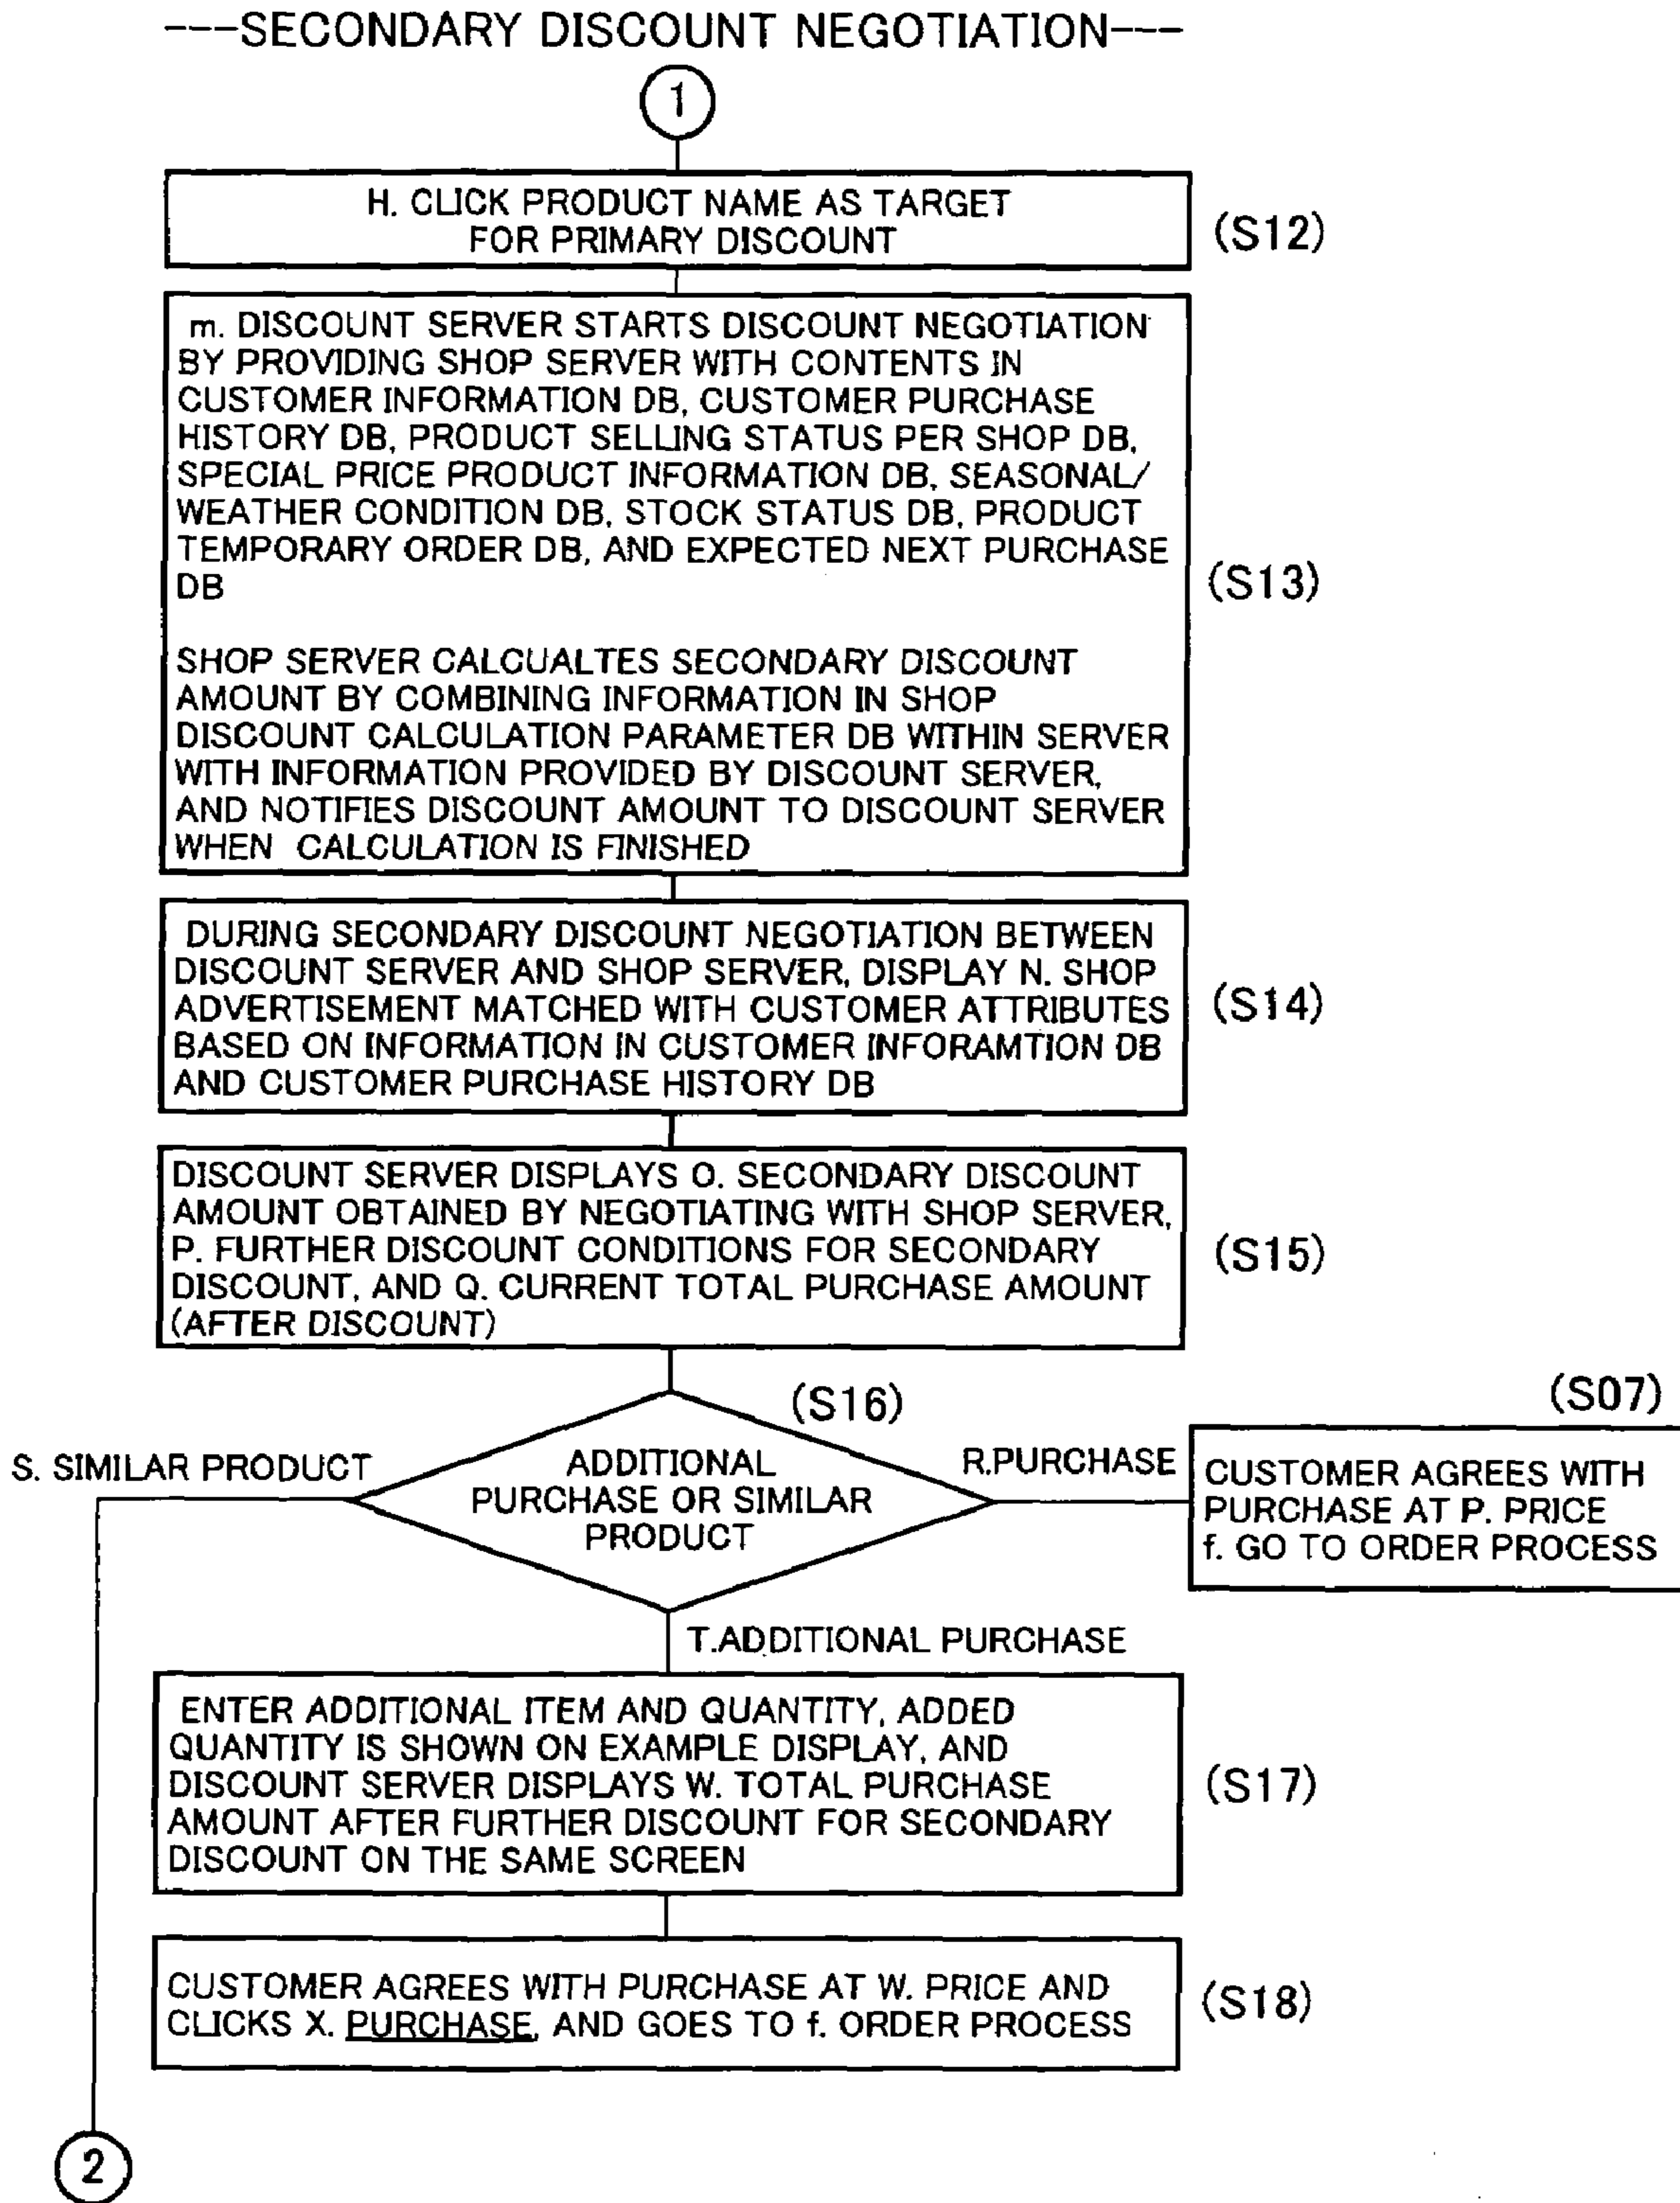 ---SECONDARY DISCOUNT NEGOTIATION---
1
H. CLICK PRODUCT NAME AS TARGET
FOR PRIMARY DISCOUNT
(S12)
m. DISCOUNT SERVER STARTS DISCOUNT NEGOTIATION
BY PROVIDING SHOP SERVER WITH CONTENTS IN
CUSTOMER INFORMATION DB, CUSTOMER PURCHASE
HISTORY DB, PRODUCT SELLING STATUS PER SHOP DB,
SPECIAL PRICE PRODUCT INFORMATION DB, SEASONAL/
WEATHER CONDITION DB, STOCK STATUS DB, PRODUCT
TEMPORARY ORDER DB, AND EXPECTED NEXT PURCHASE
DB
(S13)
SHOP SERVER CALCUALTES SECONDARY DISCOUNT
AMOUNT BY COMBINING INFORMATION IN SHOP
DISCOUNT CALCULATION PARAMETER DB WITHIN SERVER
WITH INFORMATION PROVIDED BY DISCOUNT SERVER,
AND NOTIFIES DISCOUNT AMOUNT TO DISCOUNT SERVER
WHEN CALCULATION IS FINISHED
DURING SECONDARY DISCOUNT NEGOTIATION BETWEEN
DISCOUNT SERVER AND SHOP SERVER, DISPLAY N. SHOP
ADVERTISEMENT MATCHED WITH CUSTOMER ATTRIBUTES
BASED ON INFORMATION IN CUSTOMER INFORAMTION DB
AND CUSTOMER PURCHASE HISTORY DB
(S14)
DISCOUNT SERVER DISPLAYS O. SECONDARY DISCOUNT
AMOUNT OBTAINED BY NEGOTIATING WITH SHOP SERVER,
P. FURTHER DISCOUNT CONDITIONS FOR SECONDARY
DISCOUNT, AND Q. CURRENT TOTAL PURCHASE AMOUNT
(AFTER DISCOUNT)
(S15)
(S16)
S. SIMILAR PRODUCT
ADDITIONAL
PURCHASE OR SIMILAR
PRODUCT
R.PURCHASE
(S07)
CUSTOMER AGREES WITH
PURCHASE AT P. PRICE
f. GO TO ORDER PROCESS
T.ADDITIONAL PURCHASE
ENTER ADDITIONAL ITEM AND QUANTITY, ADDED
QUANTITY IS SHOWN ON EXAMPLE DISPLAY, AND
DISCOUNT SERVER DISPLAYS W. TOTAL PURCHASE
AMOUNT AFTER FURTHER DISCOUNT FOR SECONDARY
DISCOUNT ON THE SAME SCREEN
(S17)
CUSTOMER AGREES WITH PURCHASE AT W. PRICE AND
CLICKS X. PURCHASE, AND GOES TO f. ORDER PROCESS
(S18)
2